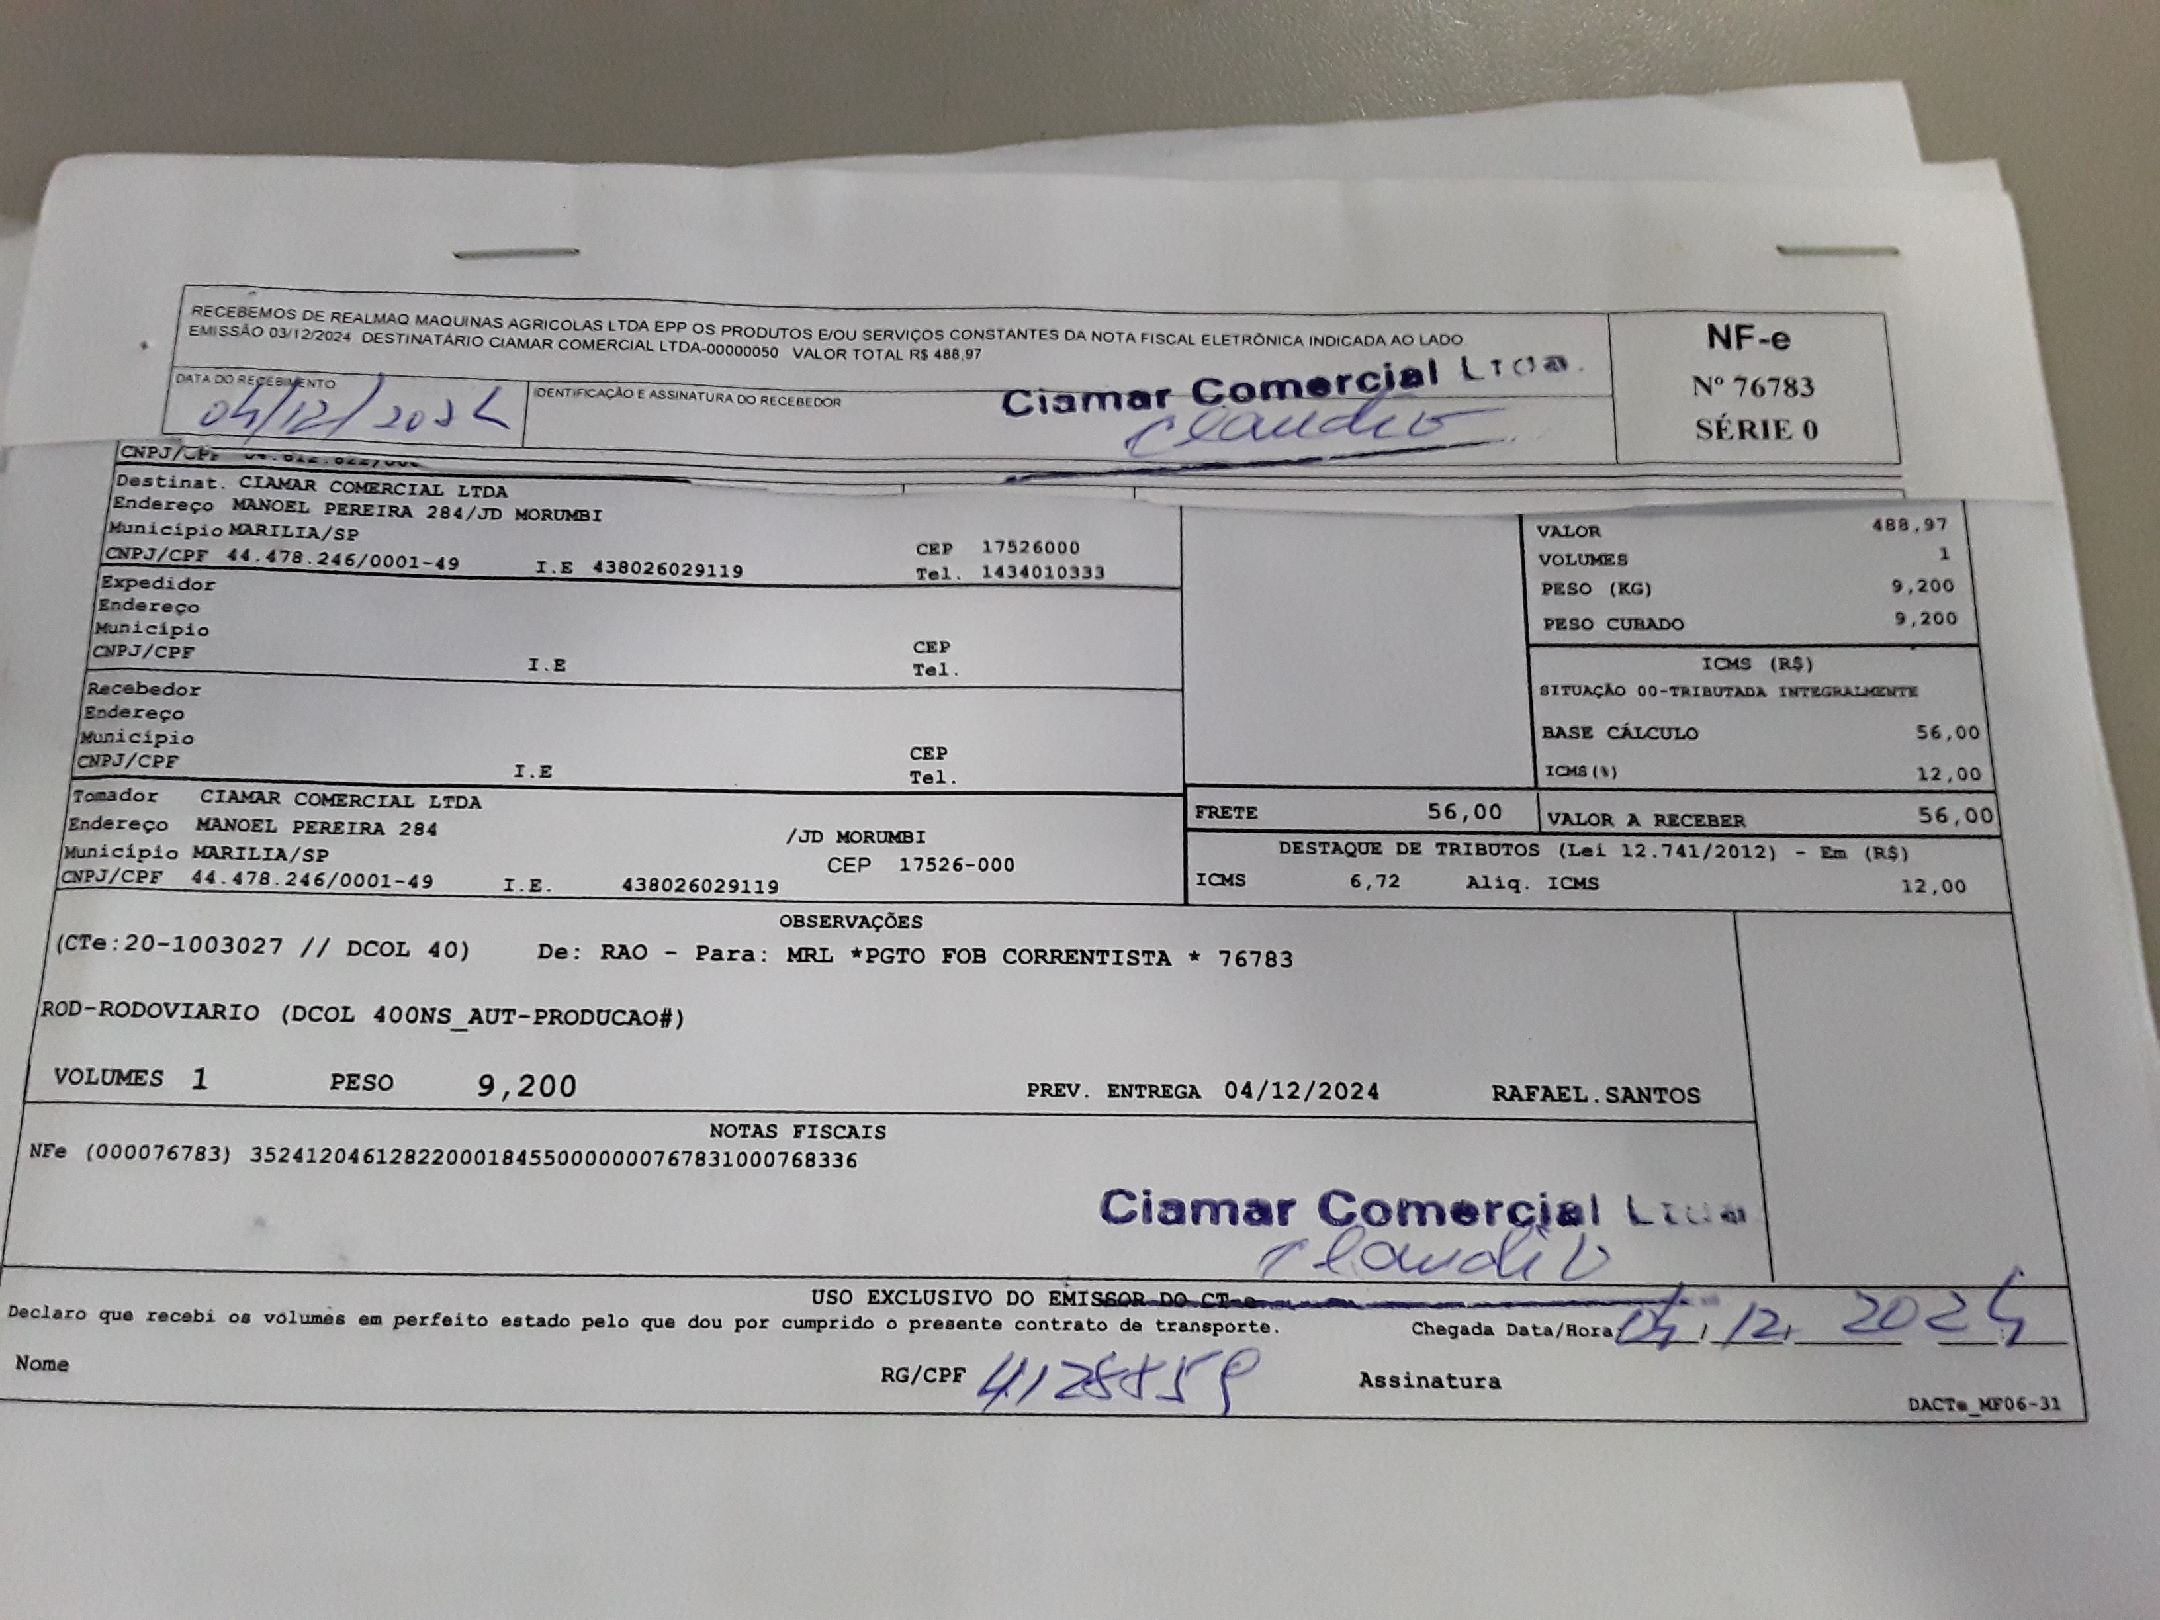 RECEBEMOS DE REALMAQ MAQUINAS AGRICOLAS LTDA EPP OS PRODUTOS E/OU SERVIÇOS CONSTANTES DA NOTA FISCAL ELETRÔNICA INDICADA AO LADO
EMISSÃO 03/12/2024 DESTINATÁRIO CIAMAR COMERCIAL LTDA-00000050 VALOR TOTAL R$ 488,97
NF-e
Nº 76783
SÉRIE 0
DATA DO RECEBIMENTO
04/12/2024
IDENTIFICAÇÃO E ASSINATURA DO RECEBEDOR
Ciamar Comercial Ltda.
Claudio
CNPJ/CPF
Destinat. CIAMAR COMERCIAL LTDA
Endereço MANOEL PEREIRA 284/JD MORUMBI
Município MARILIA/SP
CEP 17526000
CNPJ/CPF 44.478.246/0001-49 I.E 438026029119 Tel. 1434010333
Expedidor
Endereço
Município
CEP
CNPJ/CPF I.E Tel.
Recebedor
Endereço
Município
CEP
CNPJ/CPF I.E Tel.
Tomador CIAMAR COMERCIAL LTDA
Endereço MANOEL PEREIRA 284 /JD MORUMBI
Município MARILIA/SP CEP 17526-000
CNPJ/CPF 44.478.246/0001-49 I.E. 438026029119
VALOR 488,97
VOLUMES 1
PESO (KG) 9,200
PESO CUBADO 9,200
ICMS (R$)
SITUAÇÃO 00-TRIBUTADA INTEGRALMENTE
BASE CÁLCULO 56,00
ICMS(%) 12,00
FRETE 56,00 VALOR A RECEBER 56,00
DESTAQUE DE TRIBUTOS (Lei 12.741/2012) - Em (R$)
ICMS 6,72 Aliq. ICMS 12,00
OBSERVAÇÕES
(CTe:20-1003027 // DCOL 40) De: RAO - Para: MRL *PGTO FOB CORRENTISTA * 76783
ROD-RODOVIARIO (DCOL 400NS_AUT-PRODUCAO#)
VOLUMES 1 PESO 9,200 PREV. ENTREGA 04/12/2024 RAFAEL.SANTOS
NOTAS FISCAIS
NFe (000076783) 35241204612822000184550000000767831000768336
Ciamar Comercial Ltda
Claudio
USO EXCLUSIVO DO EMISSOR DO CT-e
Declaro que recebi os volumes em perfeito estado pelo que dou por cumprido o presente contrato de transporte.
Chegada Data/Hora 04/12/2024
Nome RG/CPF 41288859 Assinatura
DACTe_MF06-31